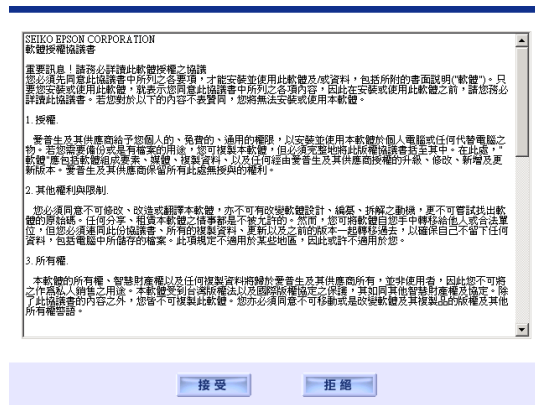 SEIKO EPSON CORPORATION
軟體授權協議書
重要訊息！請務必詳讀此軟體授權之協議
您必須先同意此協議書中所列之各要項，才能安裝並使用此軟體及/或資料，包括所附的書面説明("軟體")。只
要您安裝或使用此軟體，就表示您同意此協議書中所列之各項內容，因此在安裝或使用此軟體之前，請您務必
詳讀此協議書。若您對於以下的內容不表贊同，您將無法安裝或使用本軟體。
1. 授權.
愛普生及其供應商給予您個人的、免費的、通用的權限，以安裝並使用本軟體於個人電腦或任何代替電腦之
物。若您需要備份或是有檔案的用途，您可複製本軟體，但必須完整地將此版權協議書括至其中。在此處，"
軟體"應包括軟體組成要素、媒體、複製資料、以及任何經由愛普生及其供應商授權的升級、修改、新增及更
新版本。愛普生及其供應商保留所有此處無授與的權利。
2. 其他權利與限制.
您必須同意不可修改、改造或翻譯本軟體，亦不可有改變軟體設計、編纂、拆解之動機，更不可嘗試找出軟
體的原始碼。任何分享、租賃本軟體之情事都是不被允許的。然而，您可將軟體自您手中轉移給他人或合法單
位，但您必須連同此份協議書、所有的複製資料、更新以及之前的版本一起轉移過去，以確保自己不留下任何
資料，包括電腦中所儲存的檔案。此項規定不適用於某些地區，因此或許不適用於您。
3. 所有權.
本軟體的所有權、智慧財產權以及任何複製資料將歸於愛普生及其供應商所有，並非使用者，因此您不可將
之作爲私人銷售之用途。本軟體受到台灣版權法以及國際版權協定之保護，其如同其他智慧財產權及協定。除
了此協議書的內容之外，您皆不可複製此軟體。您亦必須同意不可移動或是改變軟體及其複製品的版權及其他
所有權警語。
接受
拒絕